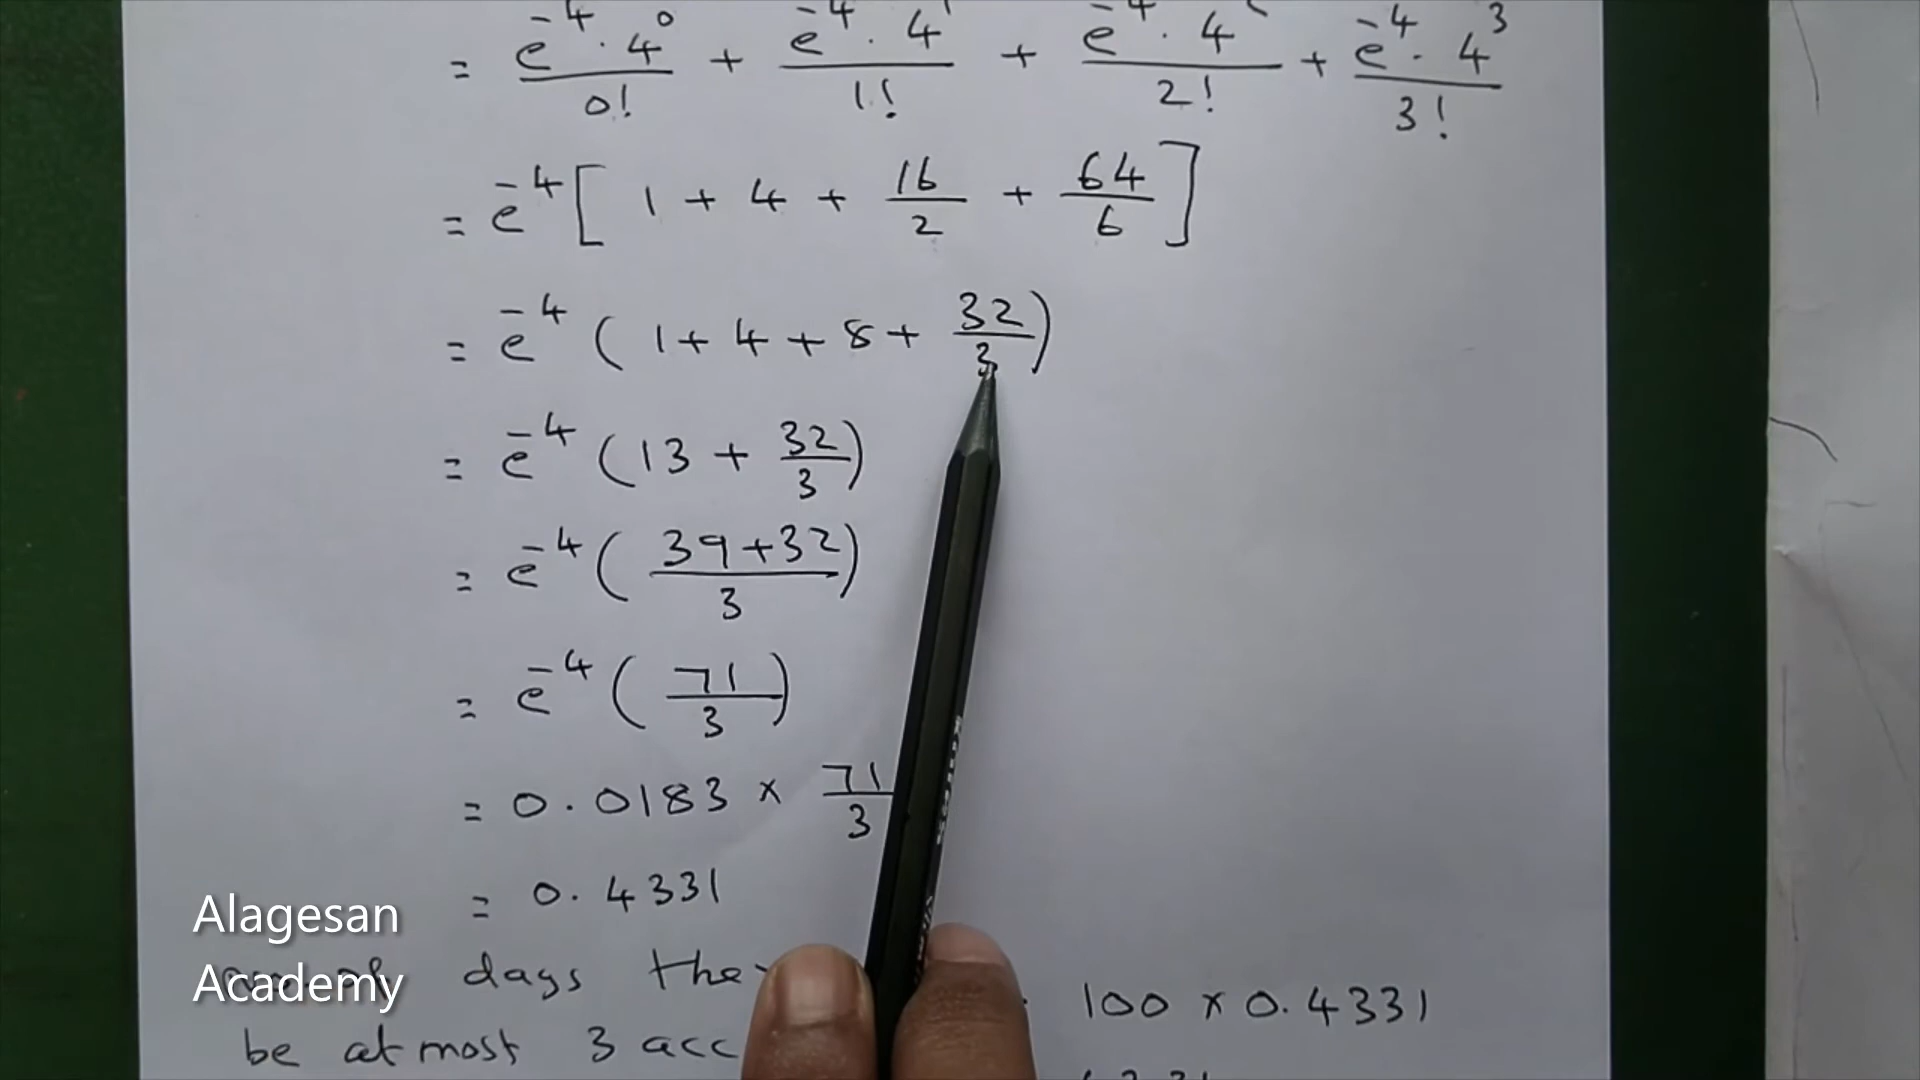 = e^-4 . 4^0 / 0! + e^-4 . 4^1 / 1! + e^-4 . 4^2 / 2! + e^-4 . 4^3 / 3!
= e^-4 [ 1 + 4 + 16/2 + 64/6 ]
= e^-4 ( 1 + 4 + 8 + 32/3 )
= e^-4 ( 13 + 32/3 )
= e^-4 ( 39+32 / 3 )
= e^-4 ( 71/3 )
= 0.0183 × 71/3
= 0.4331
days
be at most 3 acc
100 × 0.4331
Alagesan
Academy